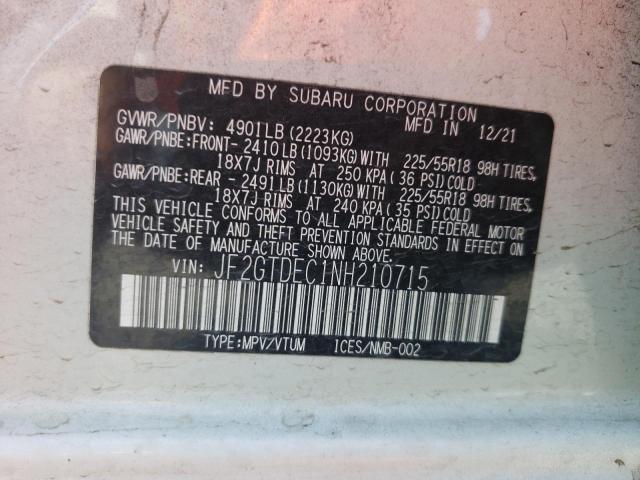 MFD BY SUBARU CORPORATION
GVWR/PNBV: 4901LB(2223KG) MFD IN 12/21
GAWR/PNBE:FRONT- 2410LB(1093KG)WITH 225/55R18 98H TIRES,
18X7J RIMS AT 250 KPA(36 PSI)COLD
GAWR/PNBE:REAR - 2491LB(1130KG)WITH 225/55R18 98H TIRES,
18X7J RIMS AT 240 KPA(35 PSI)COLD
THIS VEHICLE CONFORMS TO ALL APPLICABLE FEDERAL MOTOR
VEHICLE SAFETY AND THEFT PREVENTION STANDARDS IN EFFECT ON
THE DATE OF MANUFACTURE SHOWN ABOVE.
VIN: JF2GTDEC1NH210715
TYPE:MPV/VTUM ICES/NMB-002